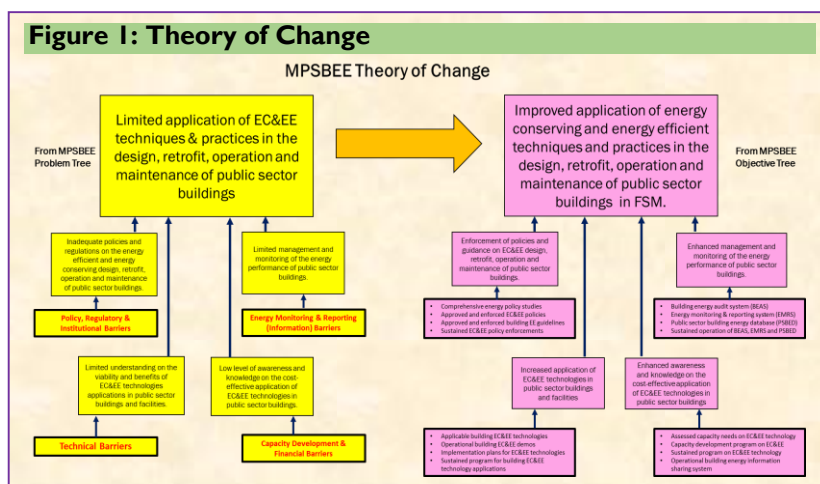 Figure 1: Theory of Change
MPSBEE Theory of Change
From MPSBEE
Problem Tree
Limited application of EC&EE
techniques & practices in the
design, retrofit, operation and
maintenance of public sector
buildings
Improved application of energy
conserving and energy efficient
techniques and practices in the
design, retrofit, operation and
maintenance of public sector
buildings in FSM.
From MPSBEE
Objective Tree
Inadequate policies and
regulations on the energy
efficient and energy
conserving design, retrofit,
operation and maintenance
of public sector buildings.
Policy, Regulatory &
Institutional Barriers
Limited management and
monitoring of the energy
performance of public sector
buildings.
Energy Monitoring & Reporting
(Information) Barriers
Limited understanding on the
viability and benefits of
EC&EE technologies
applications in public sector
buildings and facilities.
Technical Barriers
Low level of awareness and
knowledge on the cost-
effective application of
EC&EE technologies in
public sector buildings.
Capacity Development &
Financial Barriers
Enforcement of policies and
guidance on EC&EE design,
retrofit, operation and
maintenance of public sector
buildings
• Comprehensive energy policy studies
• Approved and enforced EC&EE policies
• Approved and enforced building EE guidelines
• Sustained EC&EE policy enforcements
Enhanced management and
monitoring of the energy
performance of public sector
buildings.
• Building energy audit system (BEAS)
• Energy monitoring & reporting system (EMRS)
• Public sector building energy database (PSBED)
• Sustained operation of BEAS, EMRS and PSBED
Increased application of
EC&EE technologies in
public sector buildings
and facilities
• Applicable building EC&EE technologies
• Operational building EC&EE demos
• Implementation plans for EC&EE technologies
• Sustained program for building EC&EE
technology applications
Enhanced awareness and
knowledge on the
cost-effective application
of EC&EE technologies in
public sector buildings
• Assessed capacity needs on EC&EE technology
• Capacity development program on EC&EE
• Sustained program on EC&EE technology
• Operational building energy information
sharing system